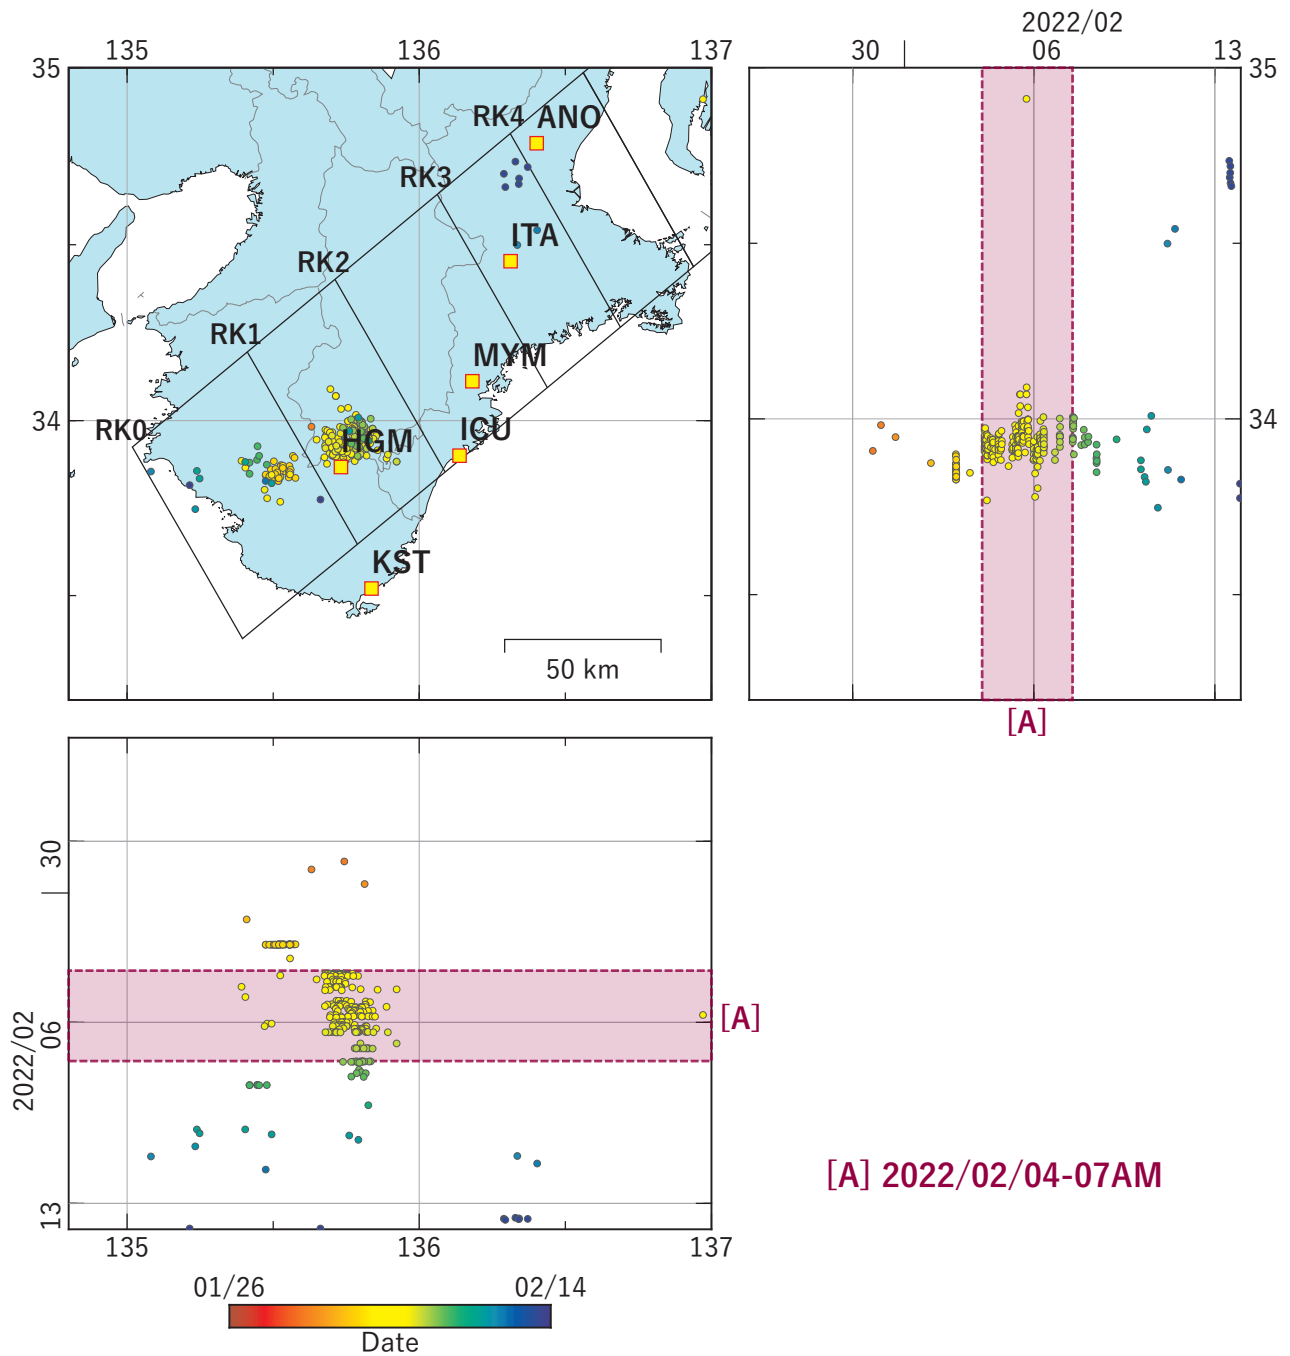 135 136 137
35
RK4 ANO
RK3
ITA
RK2
RK1
MYM
34
RK0
HGM
ICU
KST
50 km
2022/02
30 06 13
35
34
[A]
30
2022/02
06
13
[A]
135 136 137
[A] 2022/02/04-07AM
01/26 02/14
Date